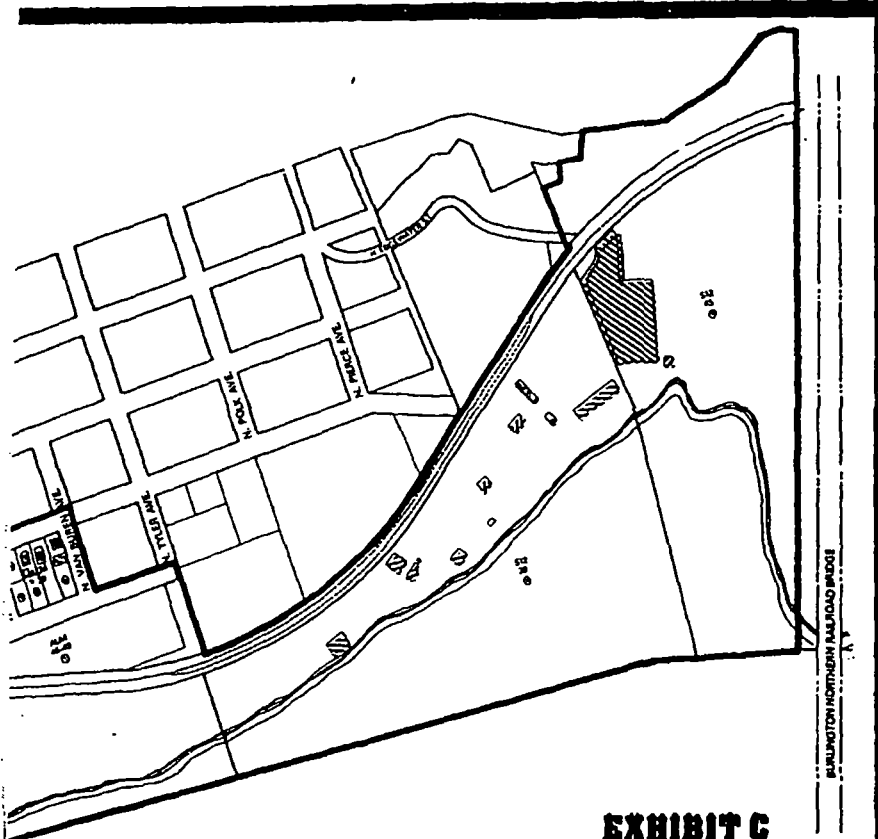 N. PIERCE AVE.
N. POLK AVE.
N. TYLER AVE.
N. VAN BUREN AVE.
BURLINGTON NORTHERN RAILROAD BRIDGE
EXHIBIT C